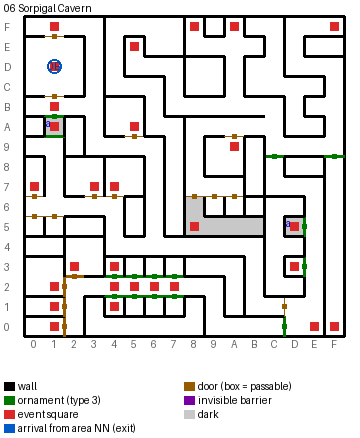 06 Sorpigal Cavern
F
E
D
C
B
A
9
8
7
6
5
4
3
2
1
0
0 1 2 3 4 5 6 7 8 9 A B C D E F
wall
ornament (type 3)
event square
arrival from area NN (exit)
door (box = passable)
invisible barrier
dark